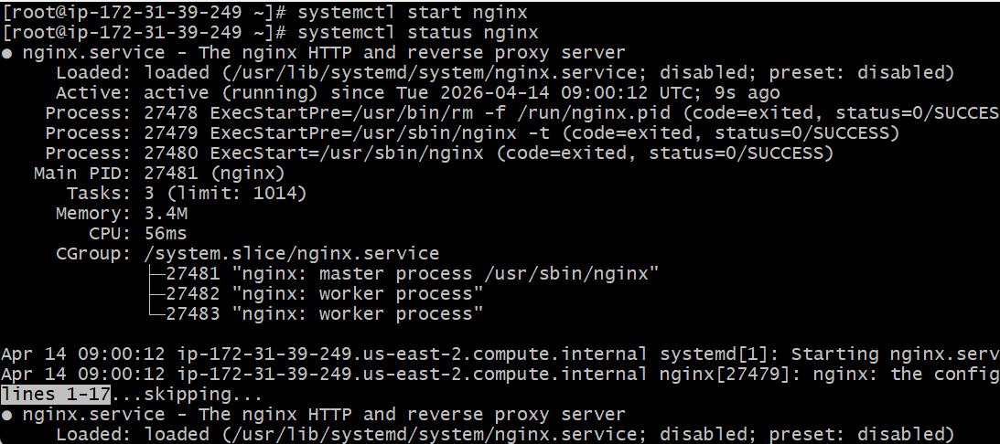 [root@ip-172-31-39-249 ~]# systemctl start nginx
[root@ip-172-31-39-249 ~]# systemctl status nginx
● nginx.service - The nginx HTTP and reverse proxy server
     Loaded: loaded (/usr/lib/systemd/system/nginx.service; disabled; preset: disabled)
     Active: active (running) since Tue 2026-04-14 09:00:12 UTC; 9s ago
    Process: 27478 ExecStartPre=/usr/bin/rm -f /run/nginx.pid (code=exited, status=0/SUCCES
    Process: 27479 ExecStartPre=/usr/sbin/nginx -t (code=exited, status=0/SUCCESS)
    Process: 27480 ExecStart=/usr/sbin/nginx (code=exited, status=0/SUCCESS)
   Main PID: 27481 (nginx)
      Tasks: 3 (limit: 1014)
     Memory: 3.4M
        CPU: 56ms
     CGroup: /system.slice/nginx.service
             ├─27481 "nginx: master process /usr/sbin/nginx"
             ├─27482 "nginx: worker process"
             └─27483 "nginx: worker process"

Apr 14 09:00:12 ip-172-31-39-249.us-east-2.compute.internal systemd[1]: Starting nginx.serv
Apr 14 09:00:12 ip-172-31-39-249.us-east-2.compute.internal nginx[27479]: nginx: the config
lines 1-17...skipping...
● nginx.service - The nginx HTTP and reverse proxy server
     Loaded: loaded (/usr/lib/systemd/system/nginx.service; disabled; preset: disabled)